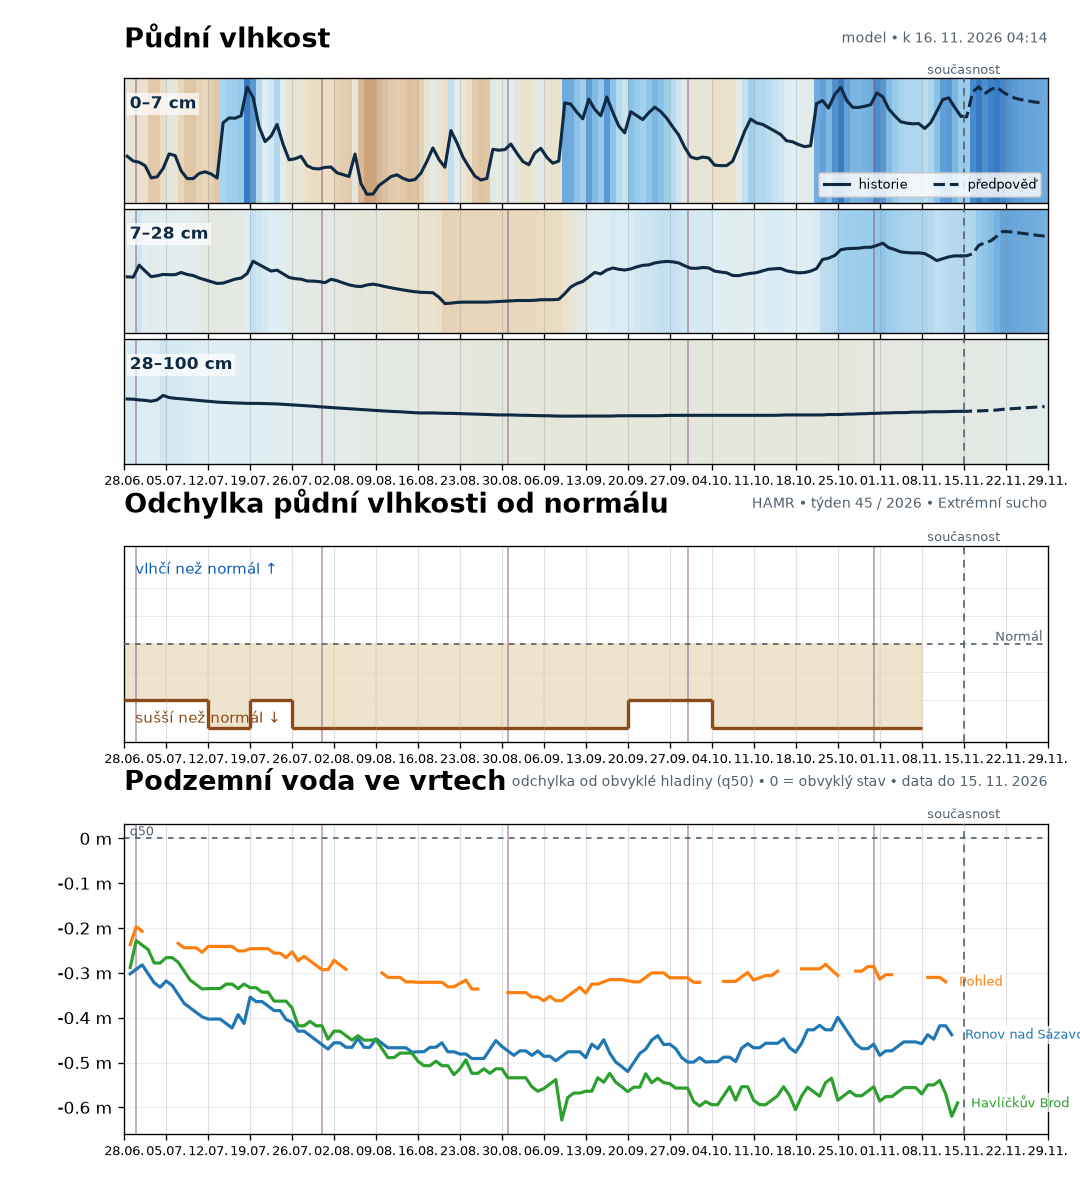 Půdní vlhkost
model • k 16. 11. 2026 04:14
současnost
0–7 cm
historie
předpověď
7–28 cm
28–100 cm
28.06. 05.07. 12.07. 19.07. 26.07. 02.08. 09.08. 16.08. 23.08. 30.08. 06.09. 13.09. 20.09. 27.09. 04.10. 11.10. 18.10. 25.10. 01.11. 08.11. 15.11. 22.11. 29.11.
Odchylka půdní vlhkosti od normálu
HAMR • týden 45 / 2026 • Extrémní sucho
současnost
vlhčí než normál ↑
Normál
sušší než normál ↓
28.06. 05.07. 12.07. 19.07. 26.07. 02.08. 09.08. 16.08. 23.08. 30.08. 06.09. 13.09. 20.09. 27.09. 04.10. 11.10. 18.10. 25.10. 01.11. 08.11. 15.11. 22.11. 29.11.
Podzemní voda ve vrtech
odchylka od obvyklé hladiny (q50) • 0 = obvyklý stav • data do 15. 11. 2026
současnost
q50
0 m
-0.1 m
-0.2 m
-0.3 m
Pohled
-0.4 m
Ronov nad Sázavo
-0.5 m
-0.6 m
Havlíčkův Brod
28.06. 05.07. 12.07. 19.07. 26.07. 02.08. 09.08. 16.08. 23.08. 30.08. 06.09. 13.09. 20.09. 27.09. 04.10. 11.10. 18.10. 25.10. 01.11. 08.11. 15.11. 22.11. 29.11.